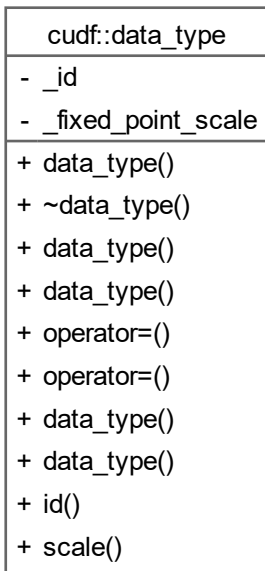 cudf::data_type
- _id
- _fixed_point_scale
+ data_type()
+ ~data_type()
+ data_type()
+ data_type()
+ operator=()
+ operator=()
+ data_type()
+ data_type()
+ id()
+ scale()